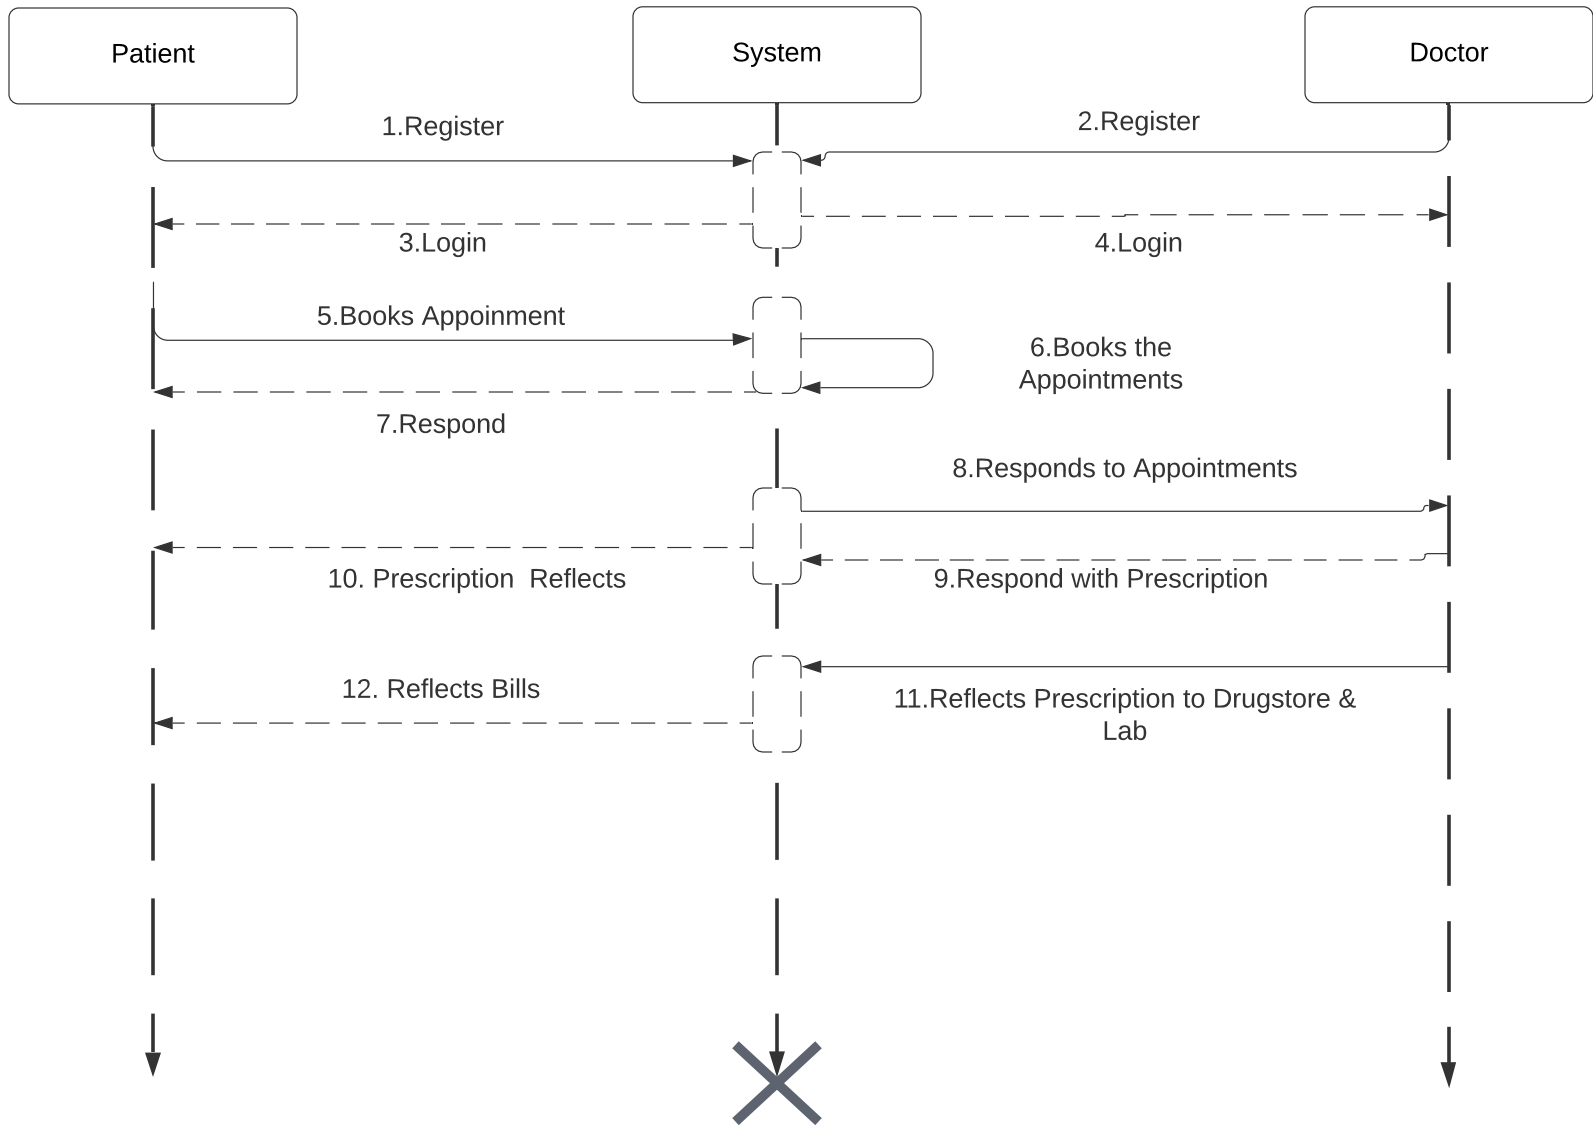 Patient
System
Doctor
1.Register
2.Register
3.Login
4.Login
5.Books Appoinment
6.Books the
Appointments
7.Respond
8.Responds to Appointments
10. Prescription  Reflects
9.Respond with Prescription
12. Reflects Bills
11.Reflects Prescription to Drugstore &
Lab